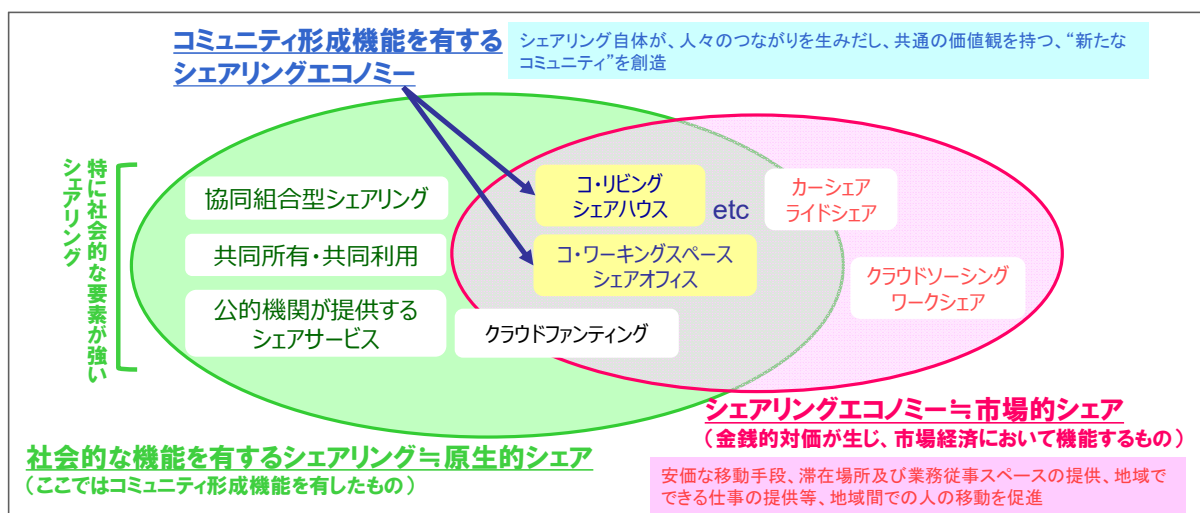 コミュニティ形成機能を有する
シェアリングエコノミー
シェアリング自体が、人々のつながりを生みだし、共通の価値観を持つ、“新たな
コミュニティ”を創造
特に社会的な要素が強い
シェアリング
協同組合型シェアリング
共同所有・共同利用
公的機関が提供する
シェアサービス
コ・リビング
シェアハウス
etc
コ・ワーキングスペース
シェアオフィス
クラウドファンティング
カーシェア
ライドシェア
クラウドソーシング
ワークシェア
シェアリングエコノミー≒市場的シェア
（金銭的対価が生じ、市場経済において機能するもの）
社会的な機能を有するシェアリング≒原生的シェア
（ここではコミュニティ形成機能を有したもの）
安価な移動手段、滞在場所及び業務従事スペースの提供、地域で
できる仕事の提供等、地域間での人の移動を促進